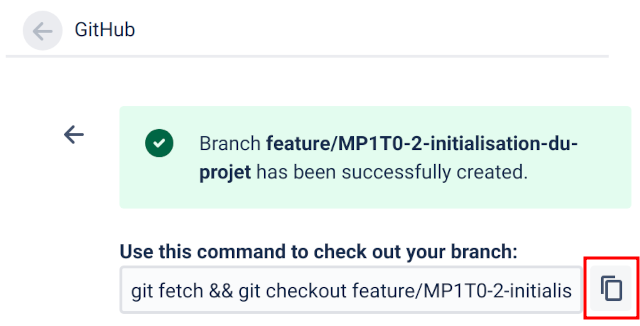 GitHub
Branch feature/MP1T0-2-initialisation-du-
projet has been successfully created.
Use this command to check out your branch:
git fetch && git checkout feature/MP1T0-2-initialis